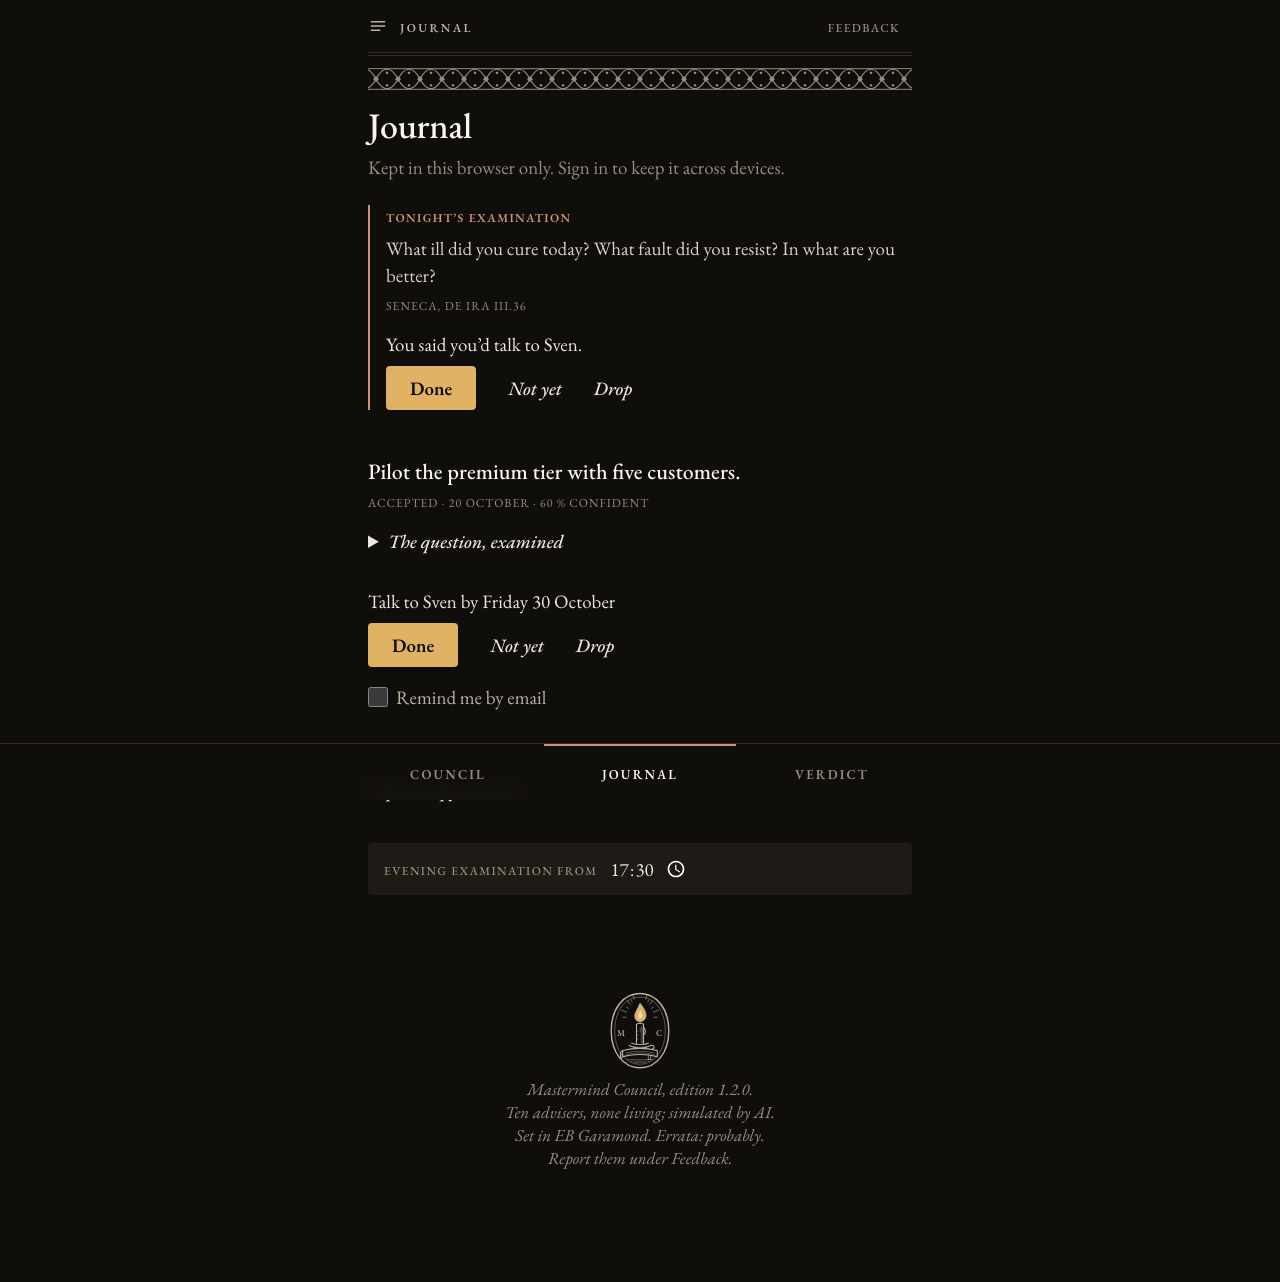 JOURNAL
FEEDBACK
Journal
Kept in this browser only. Sign in to keep it across devices.
TONIGHT’S EXAMINATION
What ill did you cure today? What fault did you resist? In what are you
better?
SENECA, DE IRA III.36
You said you’d talk to Sven.
Done Not yet Drop
Pilot the premium tier with five customers.
ACCEPTED · 20 OCTOBER · 60 % CONFIDENT
The question, examined
Talk to Sven by Friday 30 October
Done Not yet Drop
Remind me by email
COUNCIL JOURNAL VERDICT
EVENING EXAMINATION FROM 17:30
M C
Mastermind Council, edition 1.2.0.
Ten advisers, none living; simulated by AI.
Set in EB Garamond. Errata: probably.
Report them under Feedback.